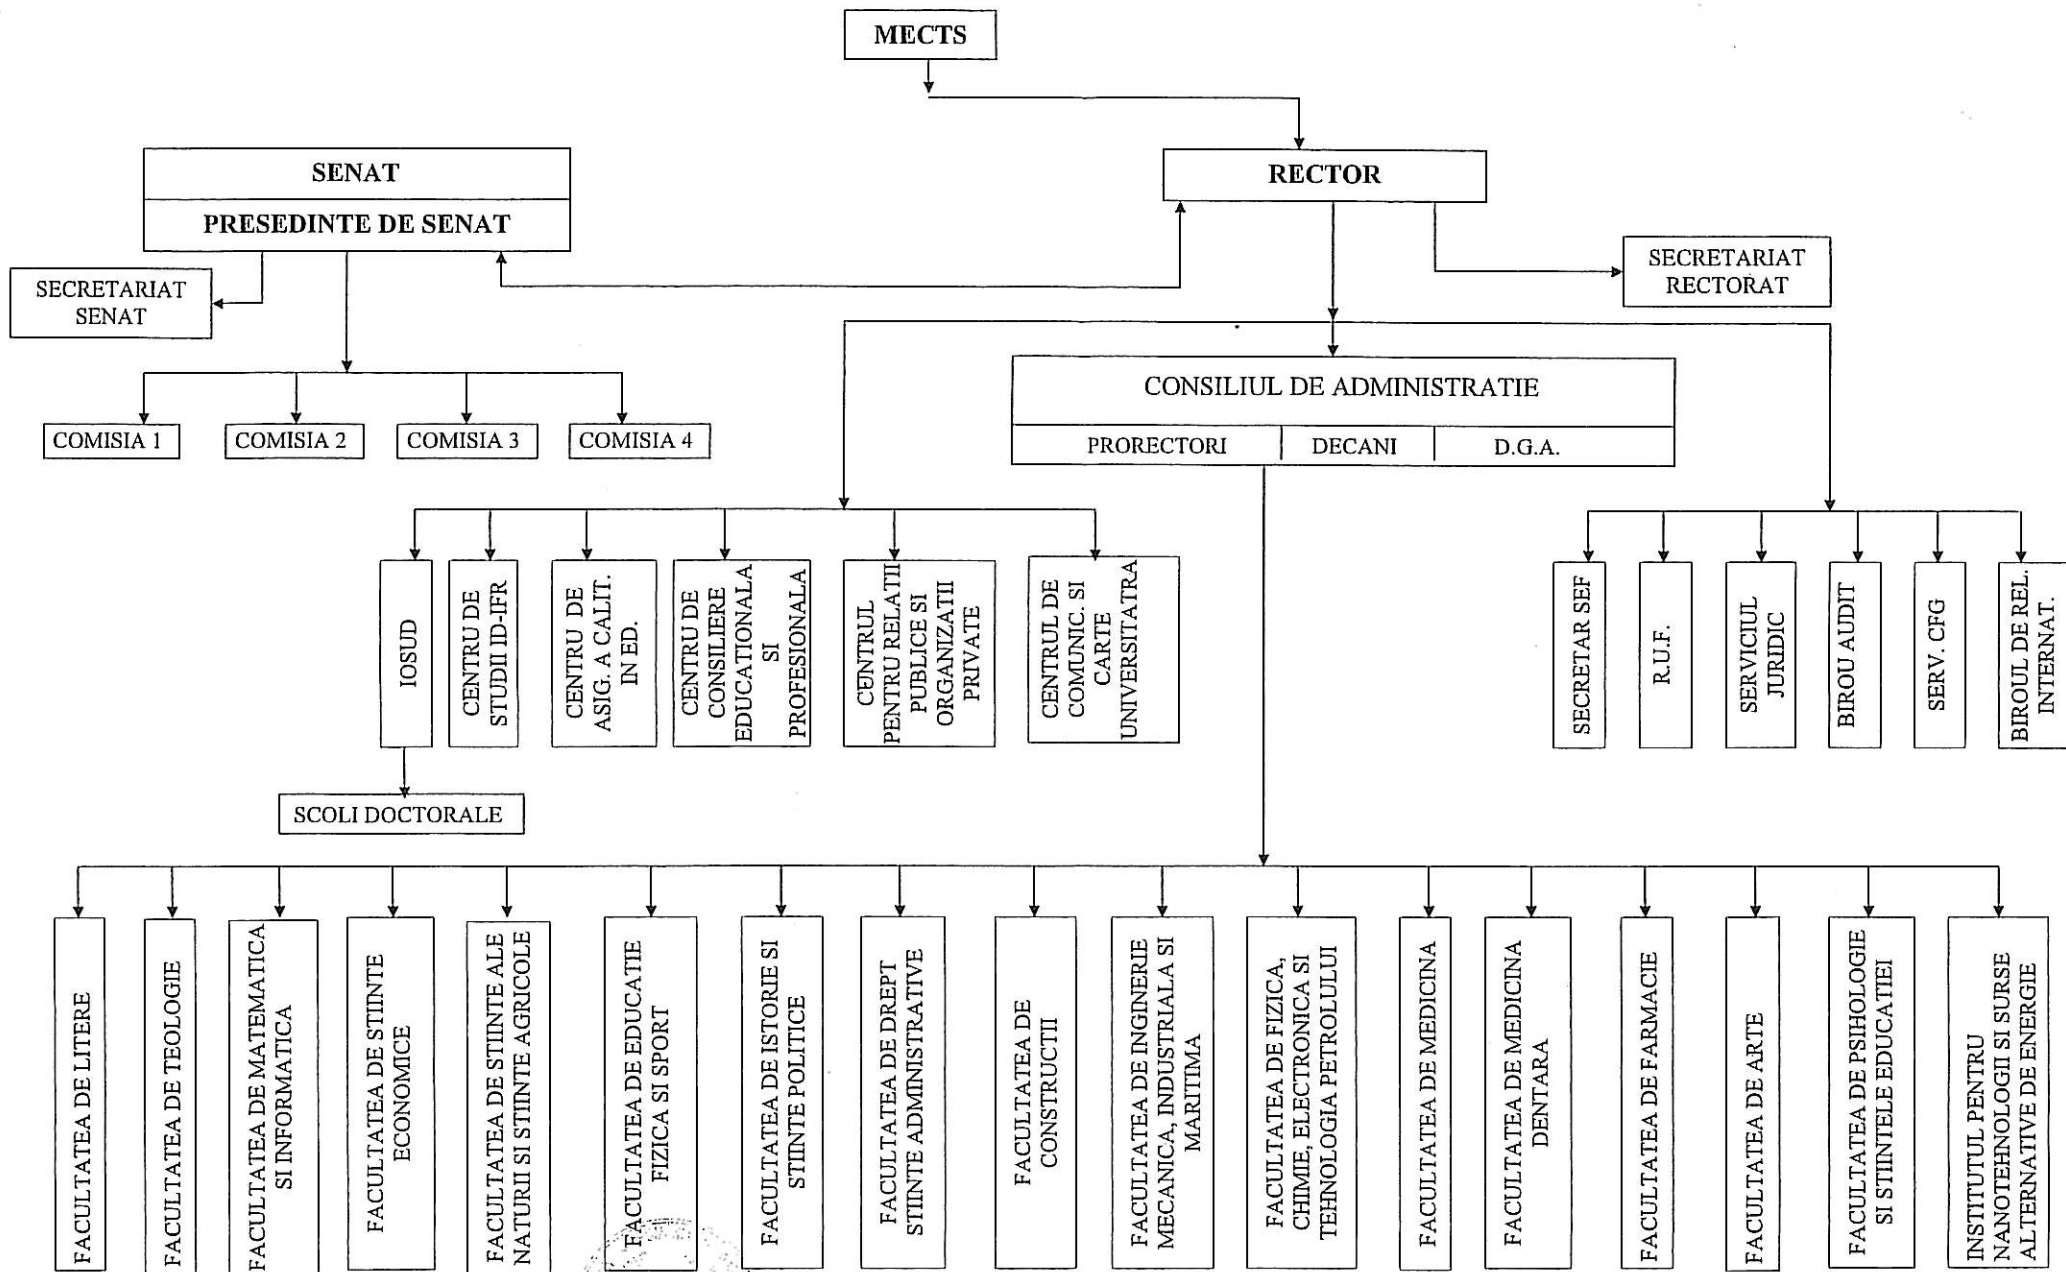 MECTS
SENAT
PRESEDINTE DE SENAT
RECTOR
SECRETARIAT
SENAT
SECRETARIAT
RECTORAT
COMISIA 1
COMISIA 2
COMISIA 3
COMISIA 4
CONSILIUL DE ADMINISTRATIE
PRORECTORI
DECANI
D.G.A.
IOSUD
CENTRU DE
STUDII ID-IFR
CENTRU DE
ASIG. A CALIT.
IN ED.
CENTRU DE
CONSILIERE
EDUCATIONALA
SI
PROFESIONALA
CENTRUL
PENTRU RELATII
PUBLICE SI
ORGANIZATII
PRIVATE
CENTRUL DE
COMUNIC. SI
CARTE
UNIVERSITATRA
SECRETAR SEF
R.U.F.
SERVICIUL
JURIDIC
BIROU AUDIT
SERV. CFG
BIROUL DE REL.
INTERNAT.
SCOLI DOCTORALE
FACULTATEA DE LITERE
FACULTATEA DE TEOLOGIE
FACULTATEA DE MATEMATICA
SI INFORMATICA
FACULTATEA DE STIINTE
ECONOMICE
FACULTATEA DE STIINTE ALE
NATURII SI STIINTE AGRICOLE
FACULTATEA DE EDUCATIE
FIZICA SI SPORT
FACULTATEA DE ISTORIE SI
STIINTE POLITICE
FACULTATEA DE DREPT
STIINTE ADMINISTRATIVE
FACULTATEA DE
CONSTRUCTII
FACULTATEA DE INGINERIE
MECANICA, INDUSTRIALA SI
MARITIMA
FACULTATEA DE FIZICA,
CHIMIE, ELECTRONICA SI
TEHNOLOGIA PETROLULUI
FACULTATEA DE MEDICINA
FACULTATEA DE MEDICINA
DENTARA
FACULTATEA DE FARMACIE
FACULTATEA DE ARTE
FACULTATEA DE PSIHOLOGIE
SI STIINTELE EDUCATIEI
INSTITUTUL PENTRU
NANOTEHNOLOGII SI SURSE
ALTERNATIVE DE ENERGIE